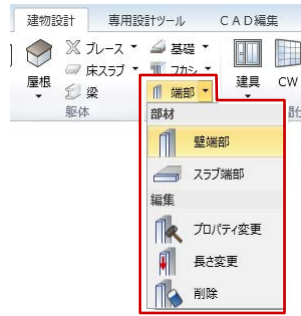 建物設計 専用設計ツール CAD編集
屋根
ブレース 基礎
床スラブ フカシ
梁 端部
建具 CW
躯体
部材
壁端部
スラブ端部
編集
プロパティ変更
長さ変更
削除